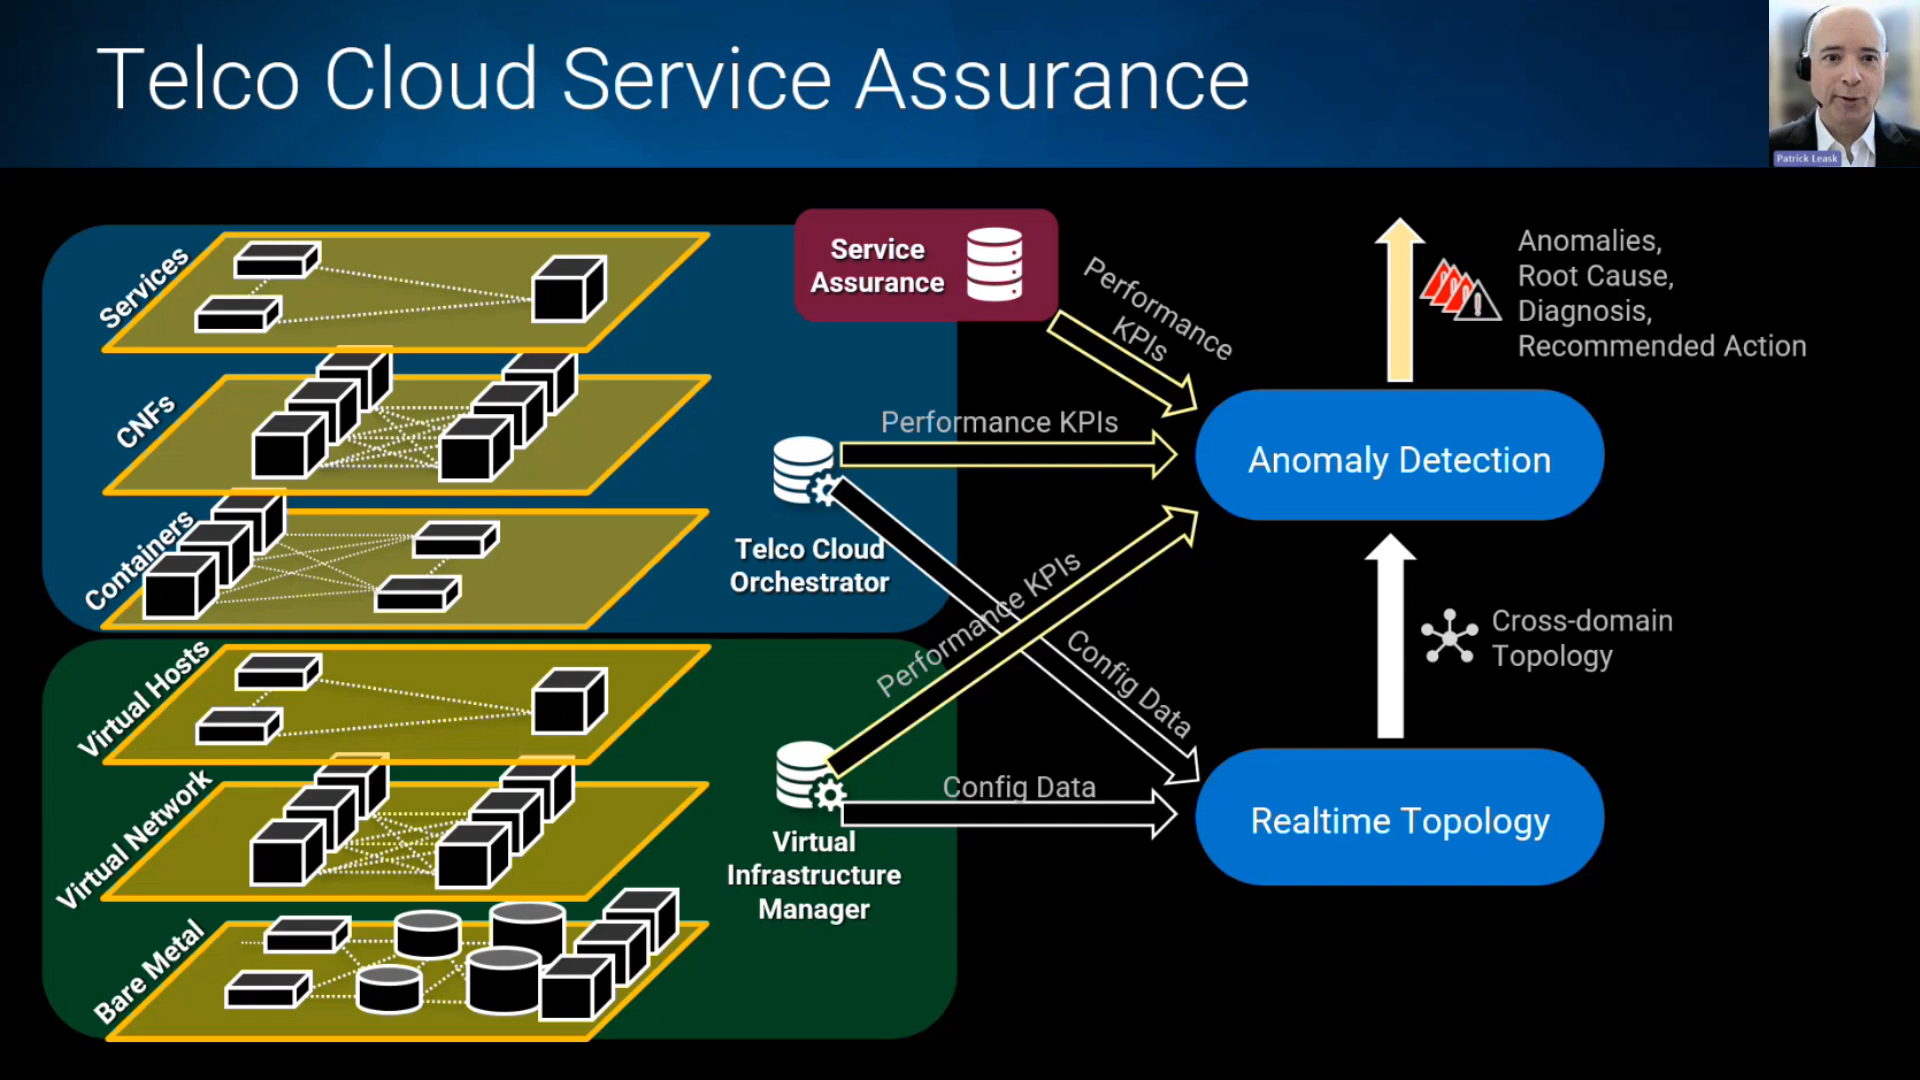 Telco Cloud Service Assurance
Patrick Leask
Services
CNFs
Containers
Virtual Hosts
Virtual Network
Bare Metal
Service
Assurance
Telco Cloud
Orchestrator
Virtual
Infrastructure
Manager
Performance
KPIs
Performance KPIs
Performance KPIs
Config Data
Config Data
Anomalies,
Root Cause,
Diagnosis,
Recommended Action
Anomaly Detection
Cross-domain
Topology
Realtime Topology